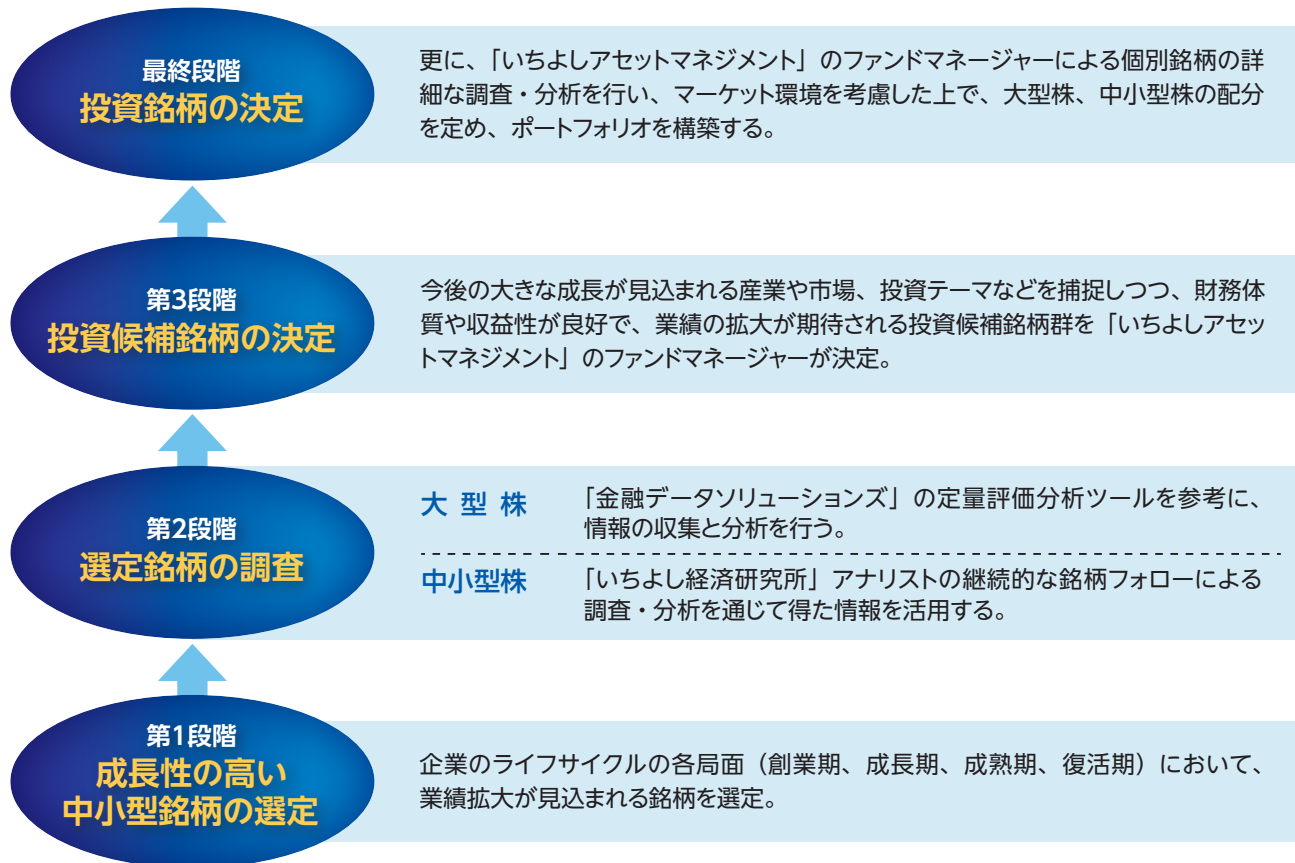 最終段階
投資銘柄の決定
更に、「いちよしアセットマネジメント」のファンドマネージャーによる個別銘柄の詳
細な調査・分析を行い、マーケット環境を考慮した上で、大型株、中小型株の配分
を定め、ポートフォリオを構築する。
第3段階
投資候補銘柄の決定
今後の大きな成長が見込まれる産業や市場、投資テーマなどを捕捉しつつ、財務体
質や収益性が良好で、業績の拡大が期待される投資候補銘柄群を「いちよしアセッ
トマネジメント」のファンドマネージャーが決定。
第2段階
選定銘柄の調査
大型株 「金融データソリューションズ」の定量評価分析ツールを参考に、
情報の収集と分析を行う。
中小型株 「いちよし経済研究所」アナリストの継続的な銘柄フォローによる
調査・分析を通じて得た情報を活用する。
第1段階
成長性の高い
中小型銘柄の選定
企業のライフサイクルの各局面（創業期、成長期、成熟期、復活期）において、
業績拡大が見込まれる銘柄を選定。